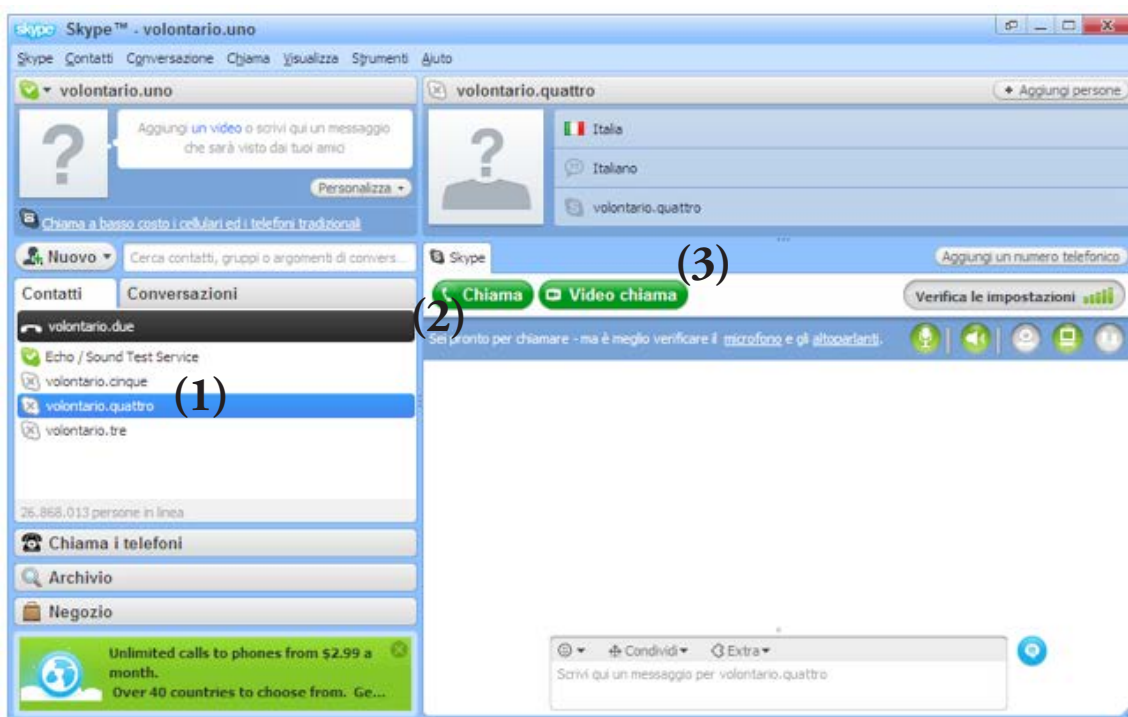 skype Skype™ - volontario.uno
Skype Contatti Conversazione Chiama Visualizza Strumenti Aiuto
volontario.uno
Aggiungi un video o scrivi qui un messaggio
che sarà visto dai tuoi amici
Personalizza
Chiama a basso costo i cellulari ed i telefoni tradizionali
Nuovo
Cerca contatti, gruppi o argomenti di convers...
Contatti Conversazioni
volontario.due
Echo / Sound Test Service
volontario.cinque
volontario.quattro (1)
volontario.tre
26.868.013 persone in linea
Chiama i telefoni
Archivio
Negozio
Unlimited calls to phones from $2.99 a
month.
Over 40 countries to choose from. Ge...
volontario.quattro
Aggiungi persone
Italia
Italiano
volontario.quattro
Skype
(3)
Aggiungi un numero telefonico
Chiama Video chiama
(2)
Verifica le impostazioni
Sei pronto per chiamare - ma è meglio verificare il microfono e gli altoparlanti.
Condividi Extra
Scrivi qui un messaggio per volontario.quattro